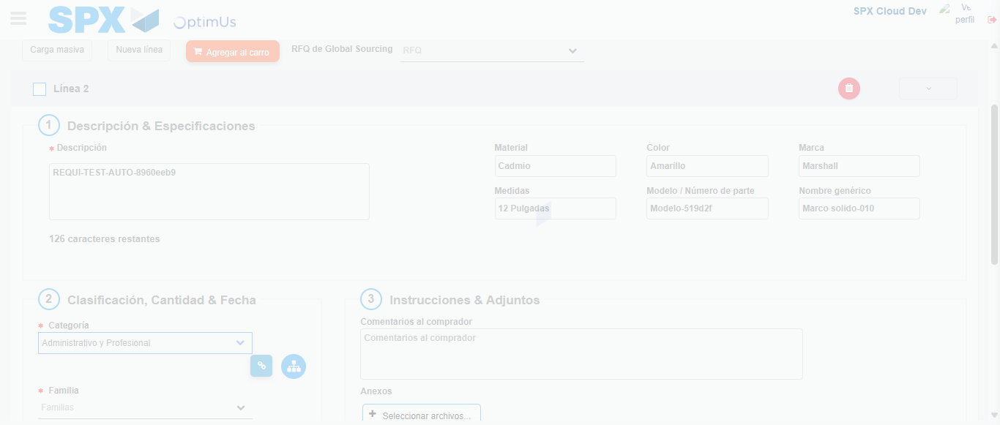 SPX
OptimUs
SPX Cloud Dev
Ve
perfil
Carga masiva
Nueva línea
Agregar al carro
RFQ de Global Sourcing
RFQ
Línea 2
1
Descripción & Especificaciones
* Descripción
REQUI-TEST-AUTO-8960eeb9
126 caracteres restantes
Material
Cadmio
Color
Amarillo
Marca
Marshall
Medidas
12 Pulgadas
Modelo / Número de parte
Modelo-519d2f
Nombre genérico
Marco solido-010
2
Clasificación, Cantidad & Fecha
* Categoría
Administrativo y Profesional
* Familia
Familias
3
Instrucciones & Adjuntos
Comentarios al comprador
Comentarios al comprador
Anexos
+ Seleccionar archivos...